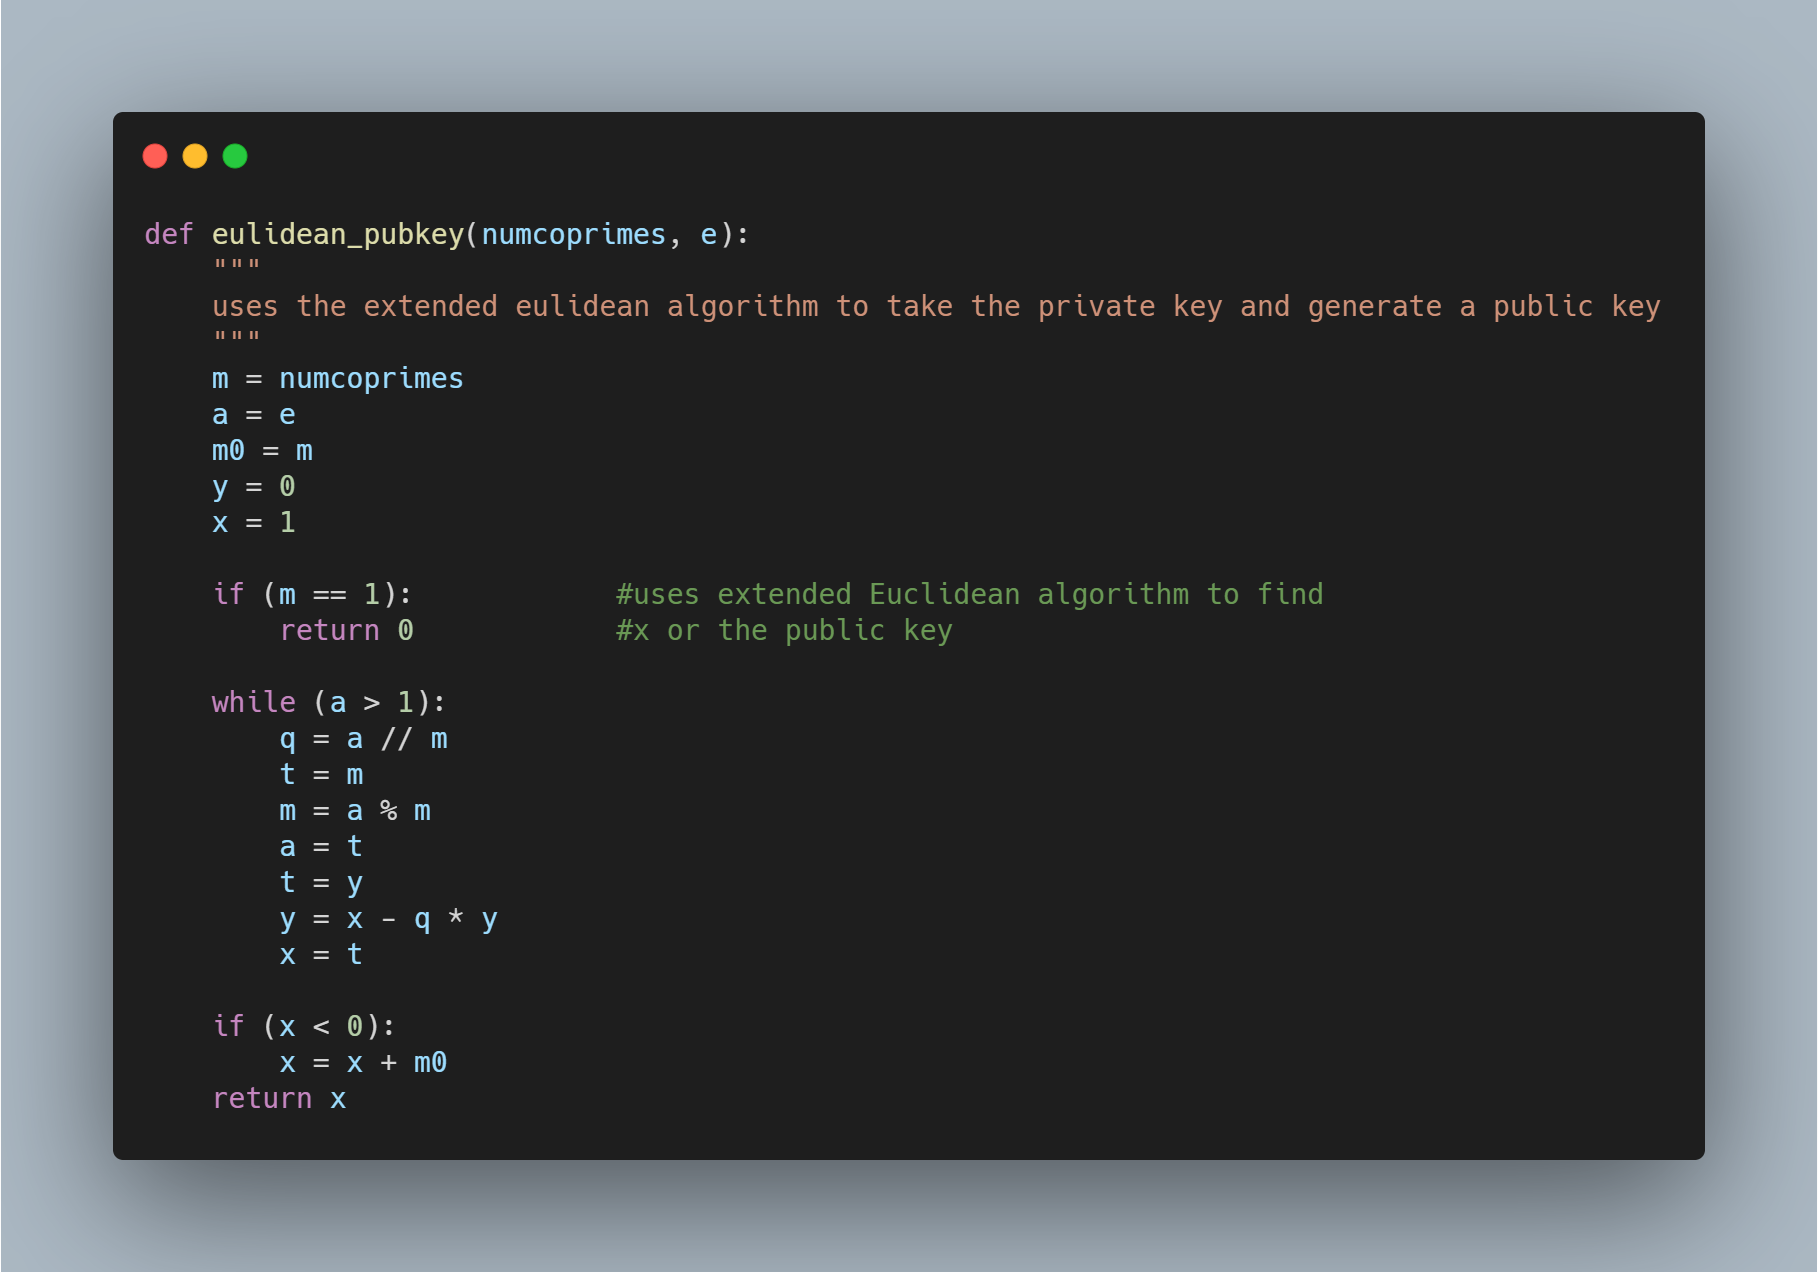 def eulidean_pubkey(numcoprimes, e):
    """
    uses the extended eulidean algorithm to take the private key and generate a public key
    """
    m = numcoprimes
    a = e
    m0 = m
    y = 0
    x = 1

    if (m == 1):            #uses extended Euclidean algorithm to find
        return 0            #x or the public key

    while (a > 1):
        q = a // m
        t = m
        m = a % m
        a = t
        t = y
        y = x - q * y
        x = t

    if (x < 0):
        x = x + m0
    return x